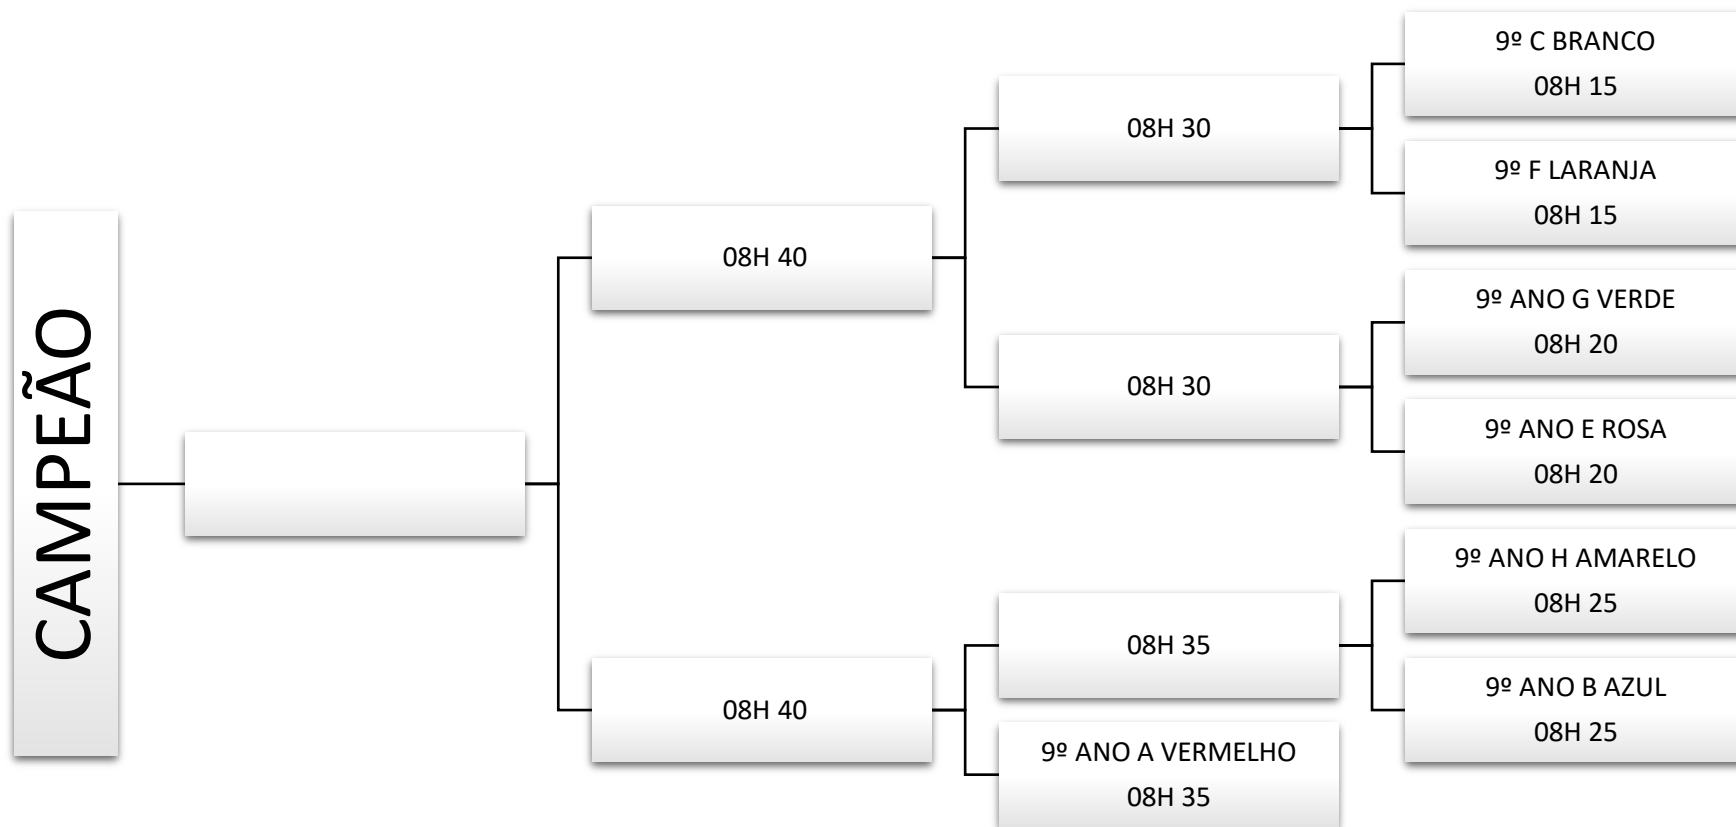 CAMPEÃO
08H 40
08H 30
9º C BRANCO
08H 15
9º F LARANJA
08H 15
08H 30
9º ANO G VERDE
08H 20
9º ANO E ROSA
08H 20
08H 40
08H 35
9º ANO H AMARELO
08H 25
9º ANO B AZUL
08H 25
9º ANO A VERMELHO
08H 35